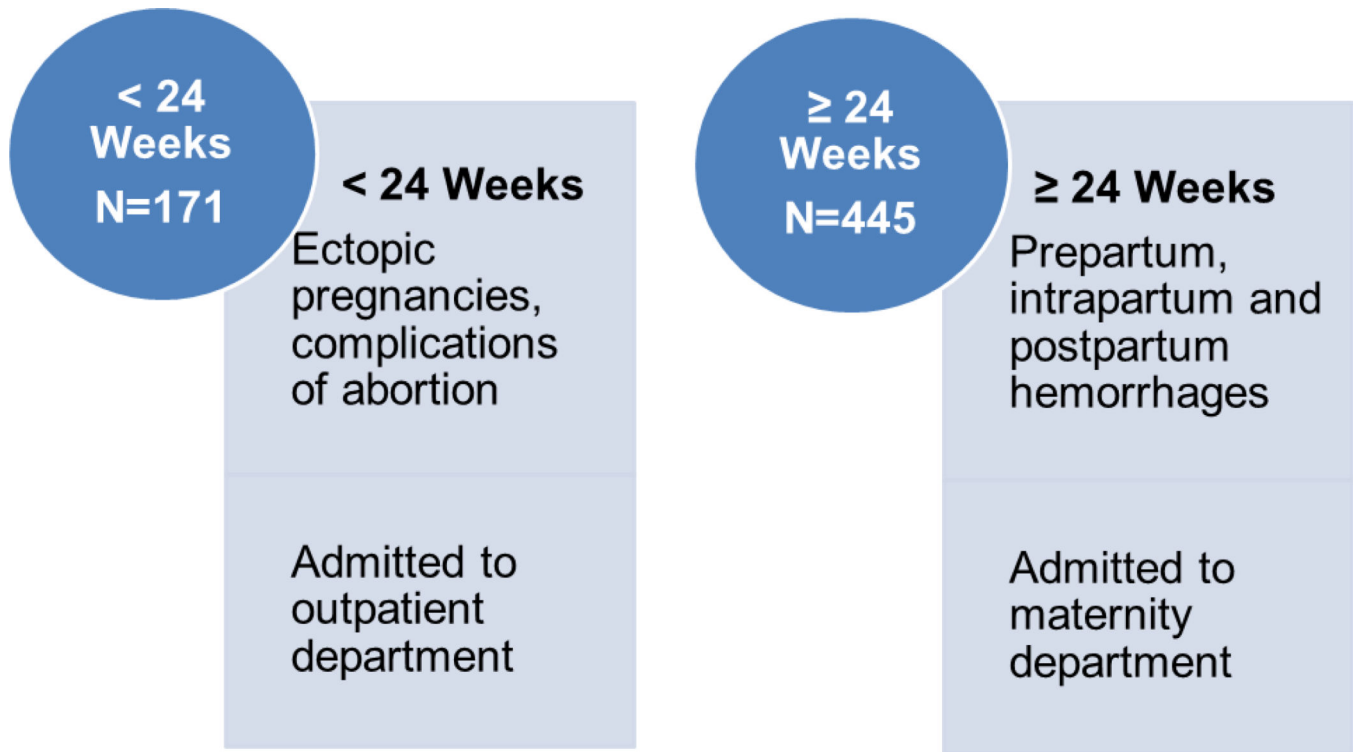 < 24
Weeks
N=171
< 24 Weeks
Ectopic
pregnancies,
complications
of abortion
Admitted to
outpatient
department
≥ 24
Weeks
N=445
≥ 24 Weeks
Prepartum,
intrapartum and
postpartum
hemorrhages
Admitted to
maternity
department